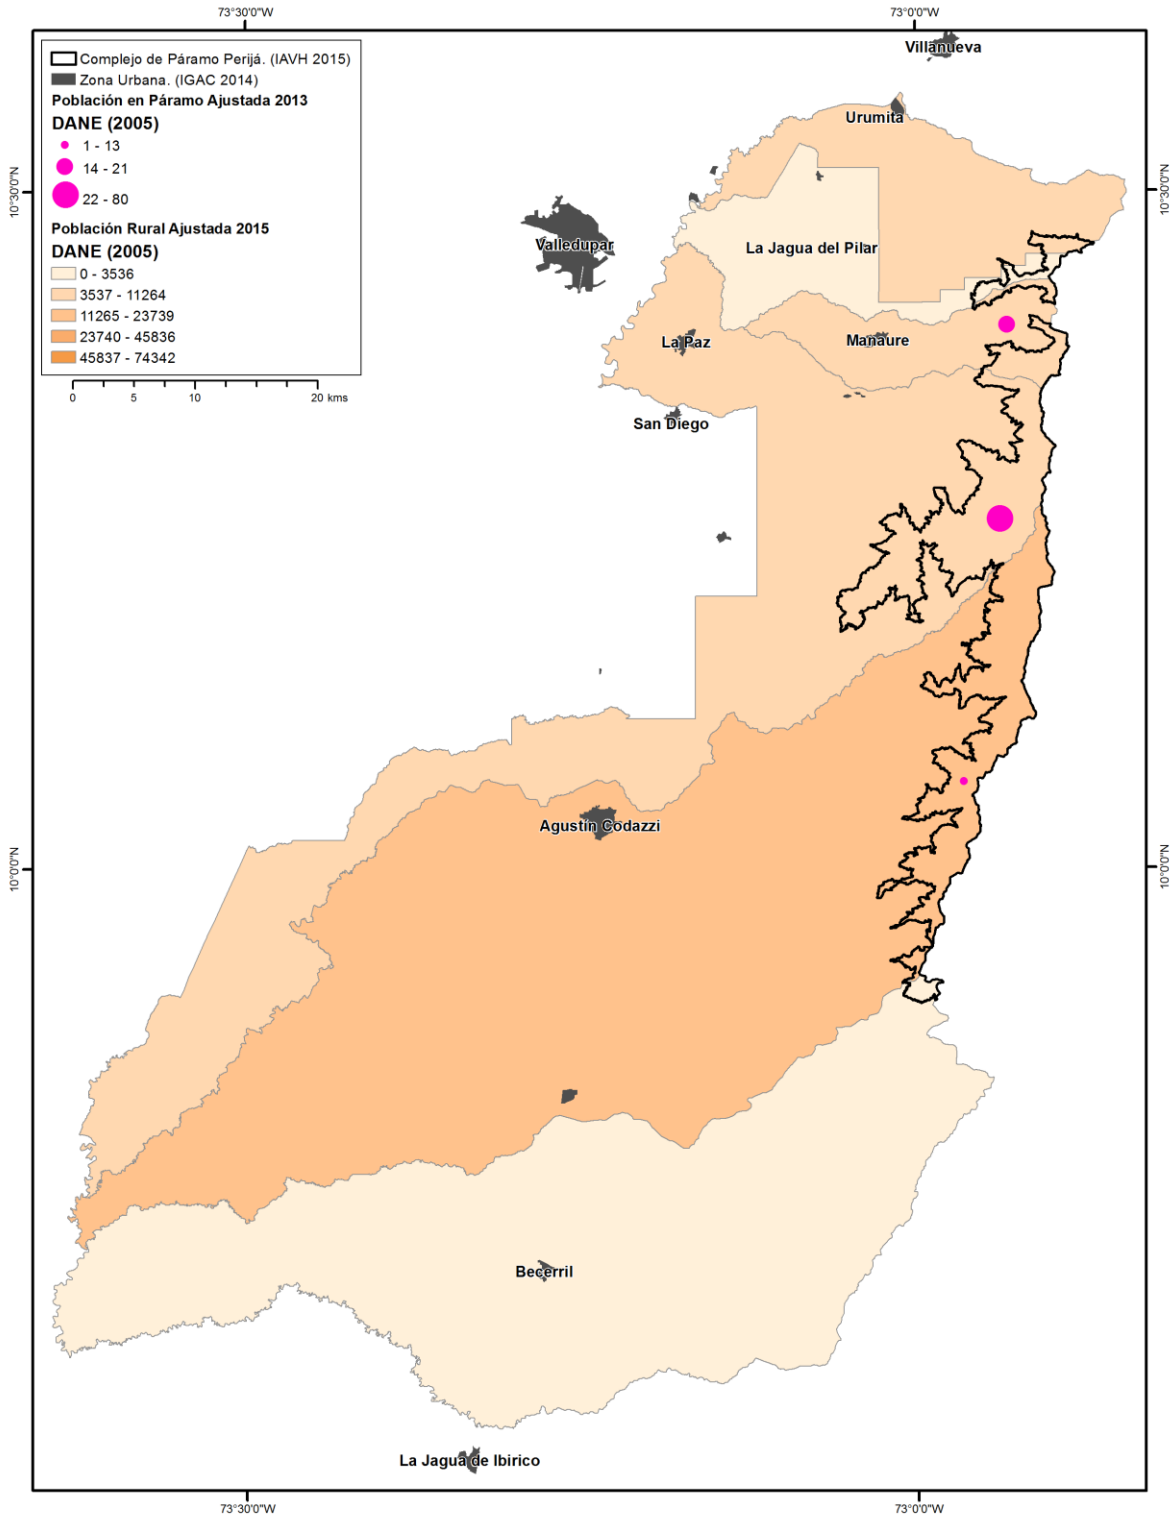 73°30'0"W
73°0'0"W
Complejo de Páramo Perijá. (IAVH 2015)
Zona Urbana. (IGAC 2014)
Población en Páramo Ajustada 2013
DANE (2005)
1 - 13
14 - 21
22 - 80
Población Rural Ajustada 2015
DANE (2005)
0 - 3536
3537 - 11264
11265 - 23739
23740 - 45836
45837 - 74342
0 5 10 20 kms
Villanueva
Urumita
10°30'0"N
10°30'0"N
Valledupar
La Jagua del Pilar
La Paz
Manaure
San Diego
Agustín Codazzi
10°0'0"N
10°0'0"N
Becerril
La Jagua de Ibirico
73°30'0"W
73°0'0"W